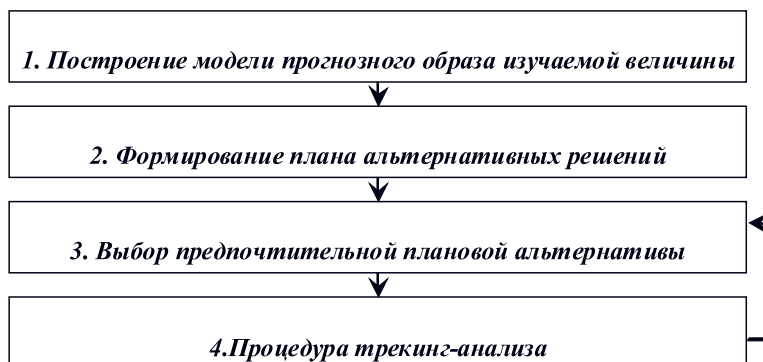 1. Построение модели прогнозного образа изучаемой величины
2. Формирование плана альтернативных решений
3. Выбор предпочтительной плановой альтернативы
4.Процедура трекинг-анализа